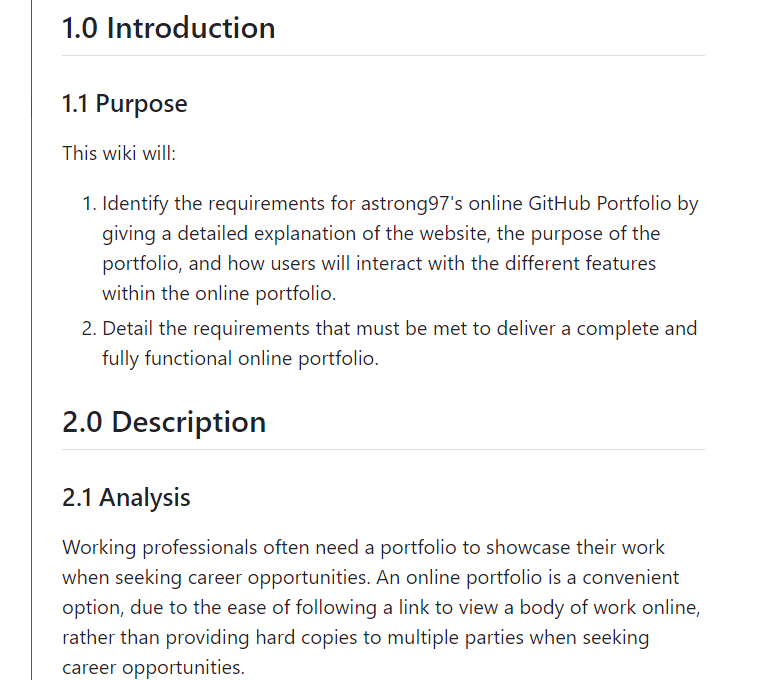 1.0 Introduction
1.1 Purpose
This wiki will:
1. Identify the requirements for astrong97's online GitHub Portfolio by
giving a detailed explanation of the website, the purpose of the
portfolio, and how users will interact with the different features
within the online portfolio.
2. Detail the requirements that must be met to deliver a complete and
fully functional online portfolio.
2.0 Description
2.1 Analysis
Working professionals often need a portfolio to showcase their work
when seeking career opportunities. An online portfolio is a convenient
option, due to the ease of following a link to view a body of work online,
rather than providing hard copies to multiple parties when seeking
career opportunities.